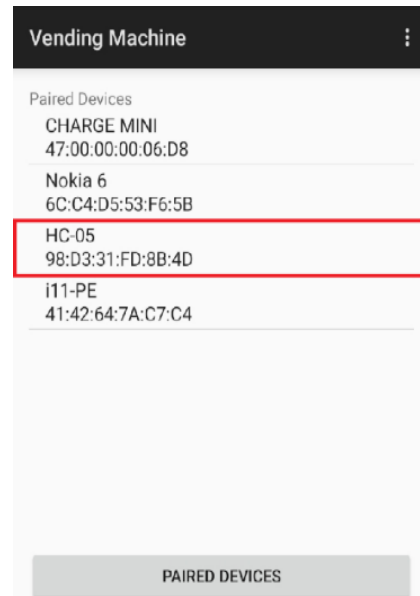 Vending Machine
Paired Devices
CHARGE MINI
47:00:00:00:06:D8
Nokia 6
6C:C4:D5:53:F6:5B
HC-05
98:D3:31:FD:8B:4D
i11-PE
41:42:64:7A:C7:C4
PAIRED DEVICES